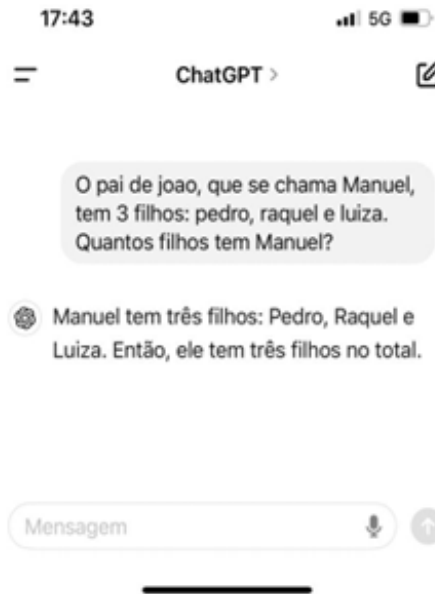 17:43
5G
ChatGPT >
O pai de joao, que se chama Manuel,
tem 3 filhos: pedro, raquel e luiza.
Quantos filhos tem Manuel?
Manuel tem três filhos: Pedro, Raquel e
Luiza. Então, ele tem três filhos no total.
Mensagem